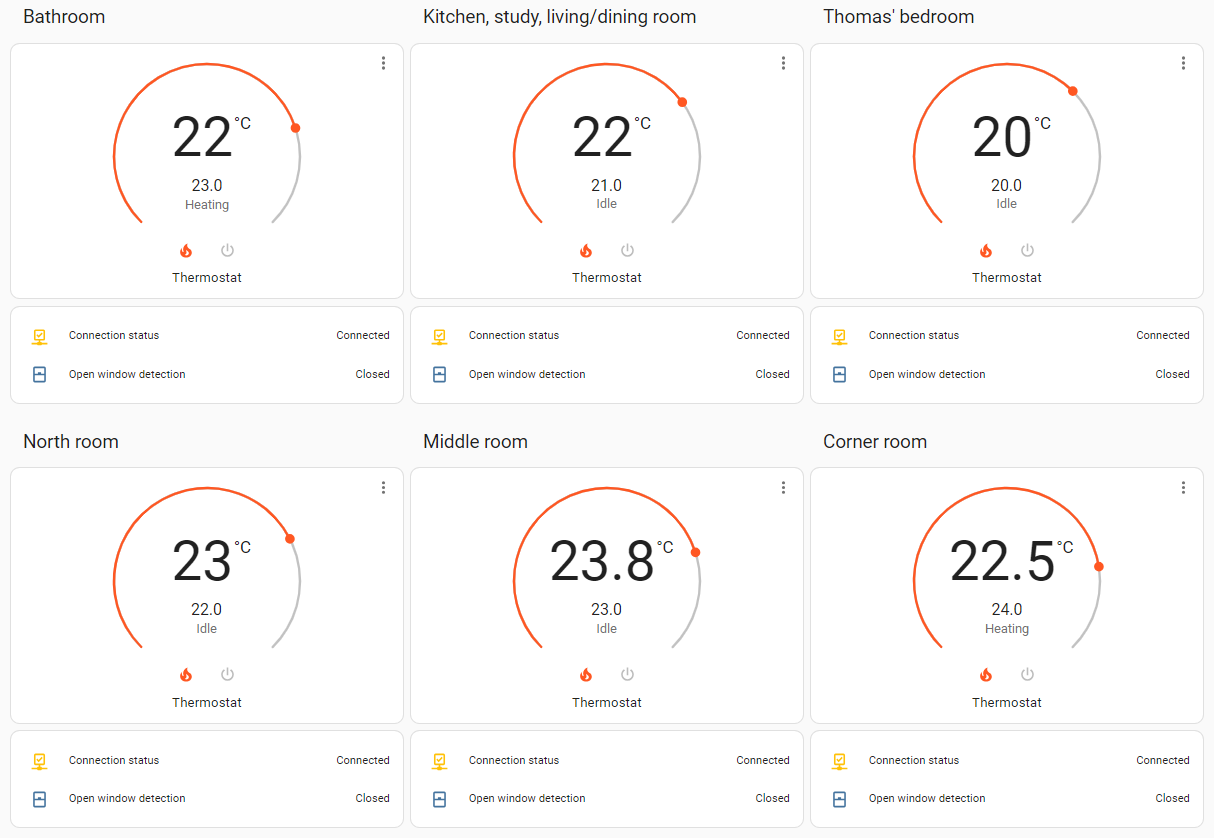 Bathroom
Kitchen, study, living/dining room
Thomas' bedroom
22 °C
23.0
Heating
Thermostat
22 °C
21.0
Idle
Thermostat
20 °C
20.0
Idle
Thermostat
Connection status Connected
Open window detection Closed
Connection status Connected
Open window detection Closed
Connection status Connected
Open window detection Closed
North room
Middle room
Corner room
23 °C
22.0
Idle
Thermostat
23.8 °C
23.0
Idle
Thermostat
22.5 °C
24.0
Heating
Thermostat
Connection status Connected
Open window detection Closed
Connection status Connected
Open window detection Closed
Connection status Connected
Open window detection Closed